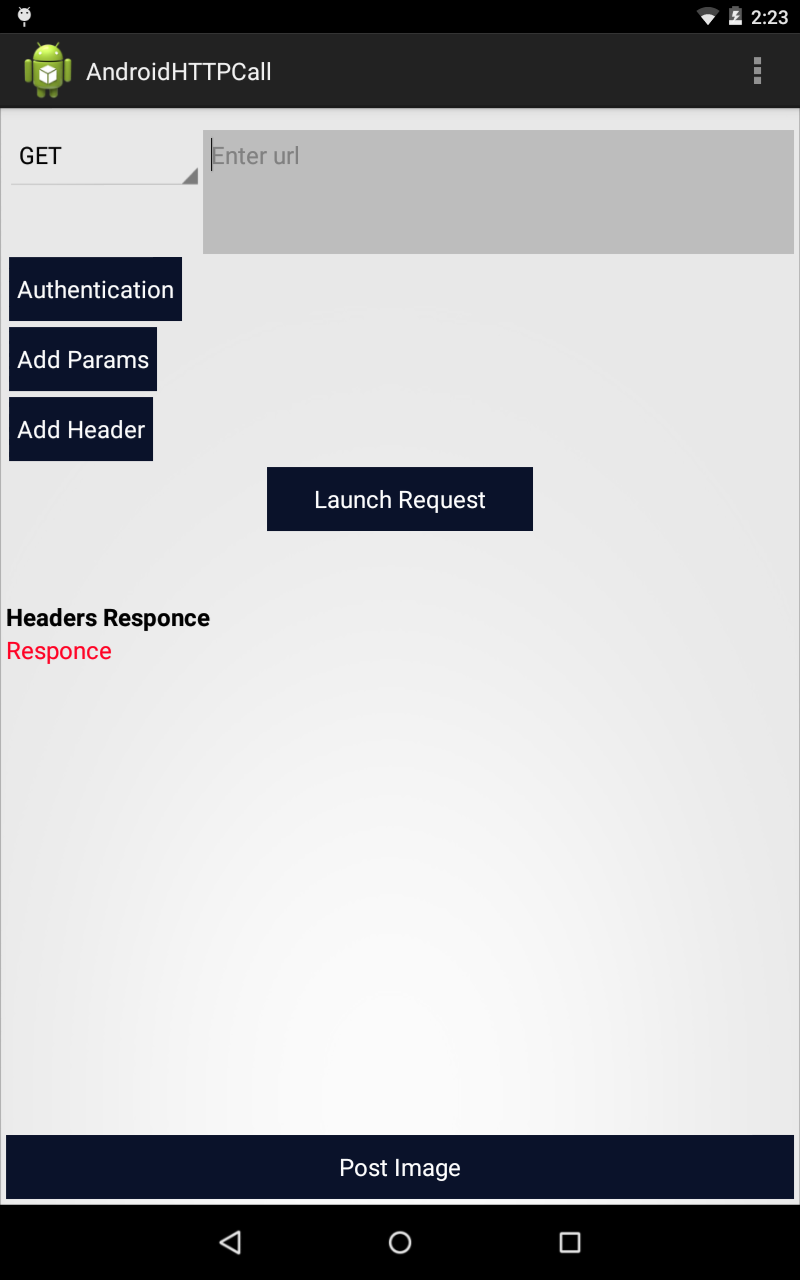 2:23
AndroidHTTPCall
GET
Enter url
Authentication
Add Params
Add Header
Launch Request
Headers Responce
Responce
Post Image